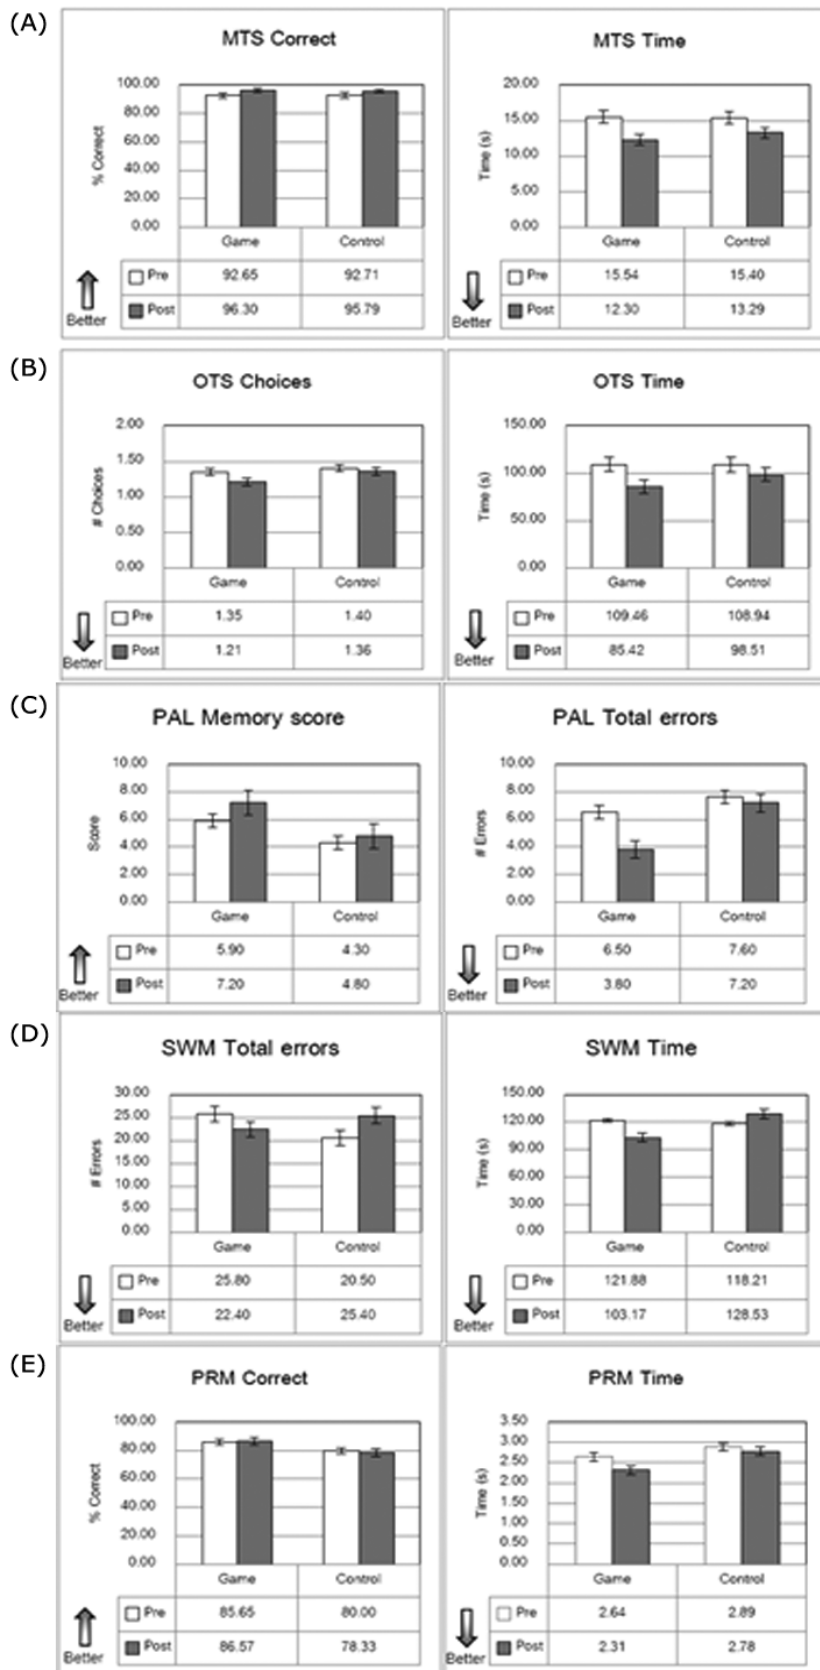 (A)
MTS Correct
100.00
80.00
60.00
40.00
20.00
0.00
% Correct
Game Control
Pre 92.65 92.71
Post 96.30 95.79
Better
MTS Time
20.00
15.00
10.00
5.00
0.00
Time (s)
Game Control
Pre 15.54 15.40
Post 12.30 13.29
Better
(B)
OTS Choices
2.00
1.50
1.00
0.50
0.00
# Choices
Game Control
Pre 1.35 1.40
Post 1.21 1.36
Better
OTS Time
150.00
100.00
50.00
0.00
Time (s)
Game Control
Pre 109.46 108.94
Post 85.42 98.51
Better
(C)
PAL Memory score
10.00
8.00
6.00
4.00
2.00
0.00
Score
Game Control
Pre 5.90 4.30
Post 7.20 4.80
Better
PAL Total errors
10.00
8.00
6.00
4.00
2.00
0.00
# Errors
Game Control
Pre 6.50 7.60
Post 3.80 7.20
Better
(D)
SWM Total errors
30.00
25.00
20.00
15.00
10.00
5.00
0.00
# Errors
Game Control
Pre 25.80 20.50
Post 22.40 25.40
Better
SWM Time
150.00
120.00
90.00
60.00
30.00
0.00
Time (s)
Game Control
Pre 121.88 118.21
Post 103.17 128.53
Better
(E)
PRM Correct
100.00
80.00
60.00
40.00
20.00
0.00
% Correct
Game Control
Pre 85.65 80.00
Post 86.57 78.33
Better
PRM Time
3.50
3.00
2.50
2.00
1.50
1.00
0.50
0.00
Time (s)
Game Control
Pre 2.64 2.89
Post 2.31 2.78
Better